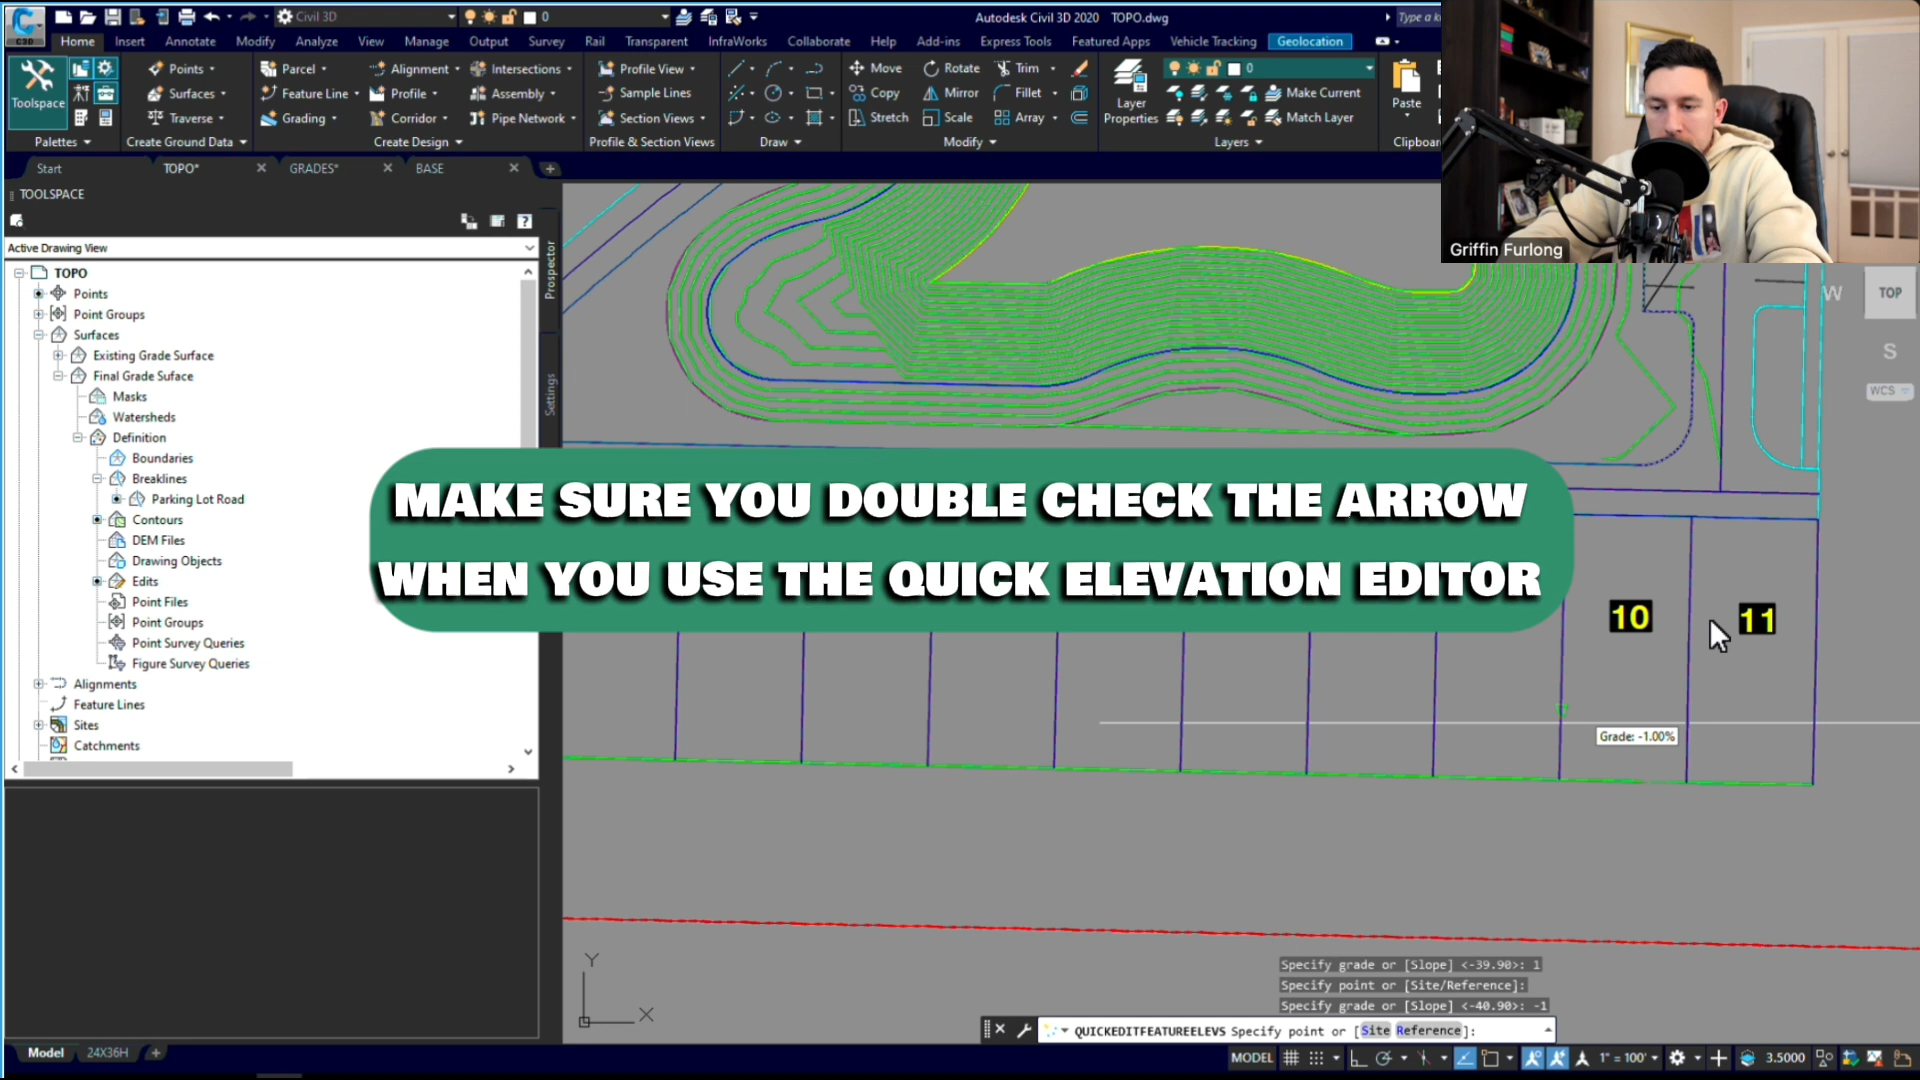 C3D
Civil 3D
0
Autodesk Civil 3D 2020 TOPO.dwg
Type a k
Home Insert Annotate Modify Analyze View Manage Output Survey Rail Transparent InfraWorks Collaborate Help Add-ins Express Tools Featured Apps Vehicle Tracking Geolocation
Points Parcel Alignment Intersections Profile View Move Rotate Trim 0
Toolspace Surfaces Feature Line Profile Assembly Sample Lines Copy Mirror Fillet Layer Properties Make Current Paste
Traverse Grading Corridor Pipe Network Section Views Stretch Scale Array Match Layer
Palettes Create Ground Data Create Design Profile & Section Views Draw Modify Layers Clipboar
Start TOPO* GRADES* BASE
TOOLSPACE
Active Drawing View
Prospector
Settings
TOPO
Points
Point Groups
Surfaces
Existing Grade Surface
Final Grade Suface
Masks
Watersheds
Definition
Boundaries
Breaklines
Parking Lot Road
Contours
DEM Files
Drawing Objects
Edits
Point Files
Point Groups
Point Survey Queries
Figure Survey Queries
Alignments
Feature Lines
Sites
Catchments
Griffin Furlong
W
TOP
S
WCS
MAKE SURE YOU DOUBLE CHECK THE ARROW
WHEN YOU USE THE QUICK ELEVATION EDITOR
10
11
Grade: -1.00%
Y
X
Specify grade or [Slope] <-39.90>: 1
Specify point or [Site/Reference]:
Specify grade or [Slope] <-40.90>: -1
QUICKEDITFEATUREELEVS Specify point or [Site Reference]:
Model 24X36H
MODEL 1" = 100' 3.5000